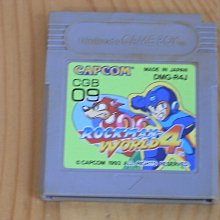 Nintendo GAME BOY
CAPCOM
MADE IN JAPAN
DMG-R4J
CGB
09
ROCKMAN
WORLD 4
© CAPCOM 1993 ALL RIGHTS RESERVED